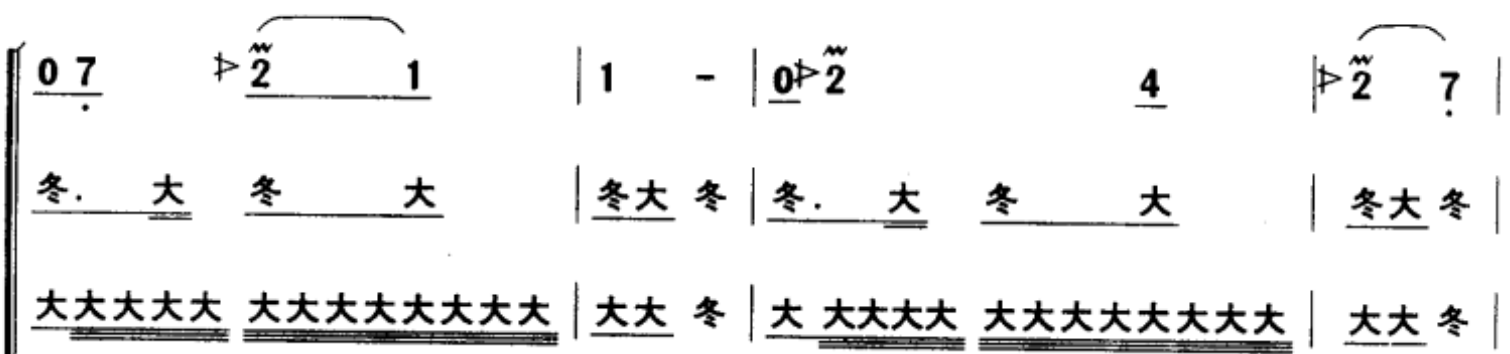 0 7 2 1 | 1 - | 0 2 4 | 2 7 |
冬. 大 冬 大 | 冬大 冬 | 冬. 大 冬 大 | 冬大 冬 |
大大大大大 大大大大大大大大 | 大大 冬 | 大 大大大大 大大大大大大大大 | 大大 冬 |